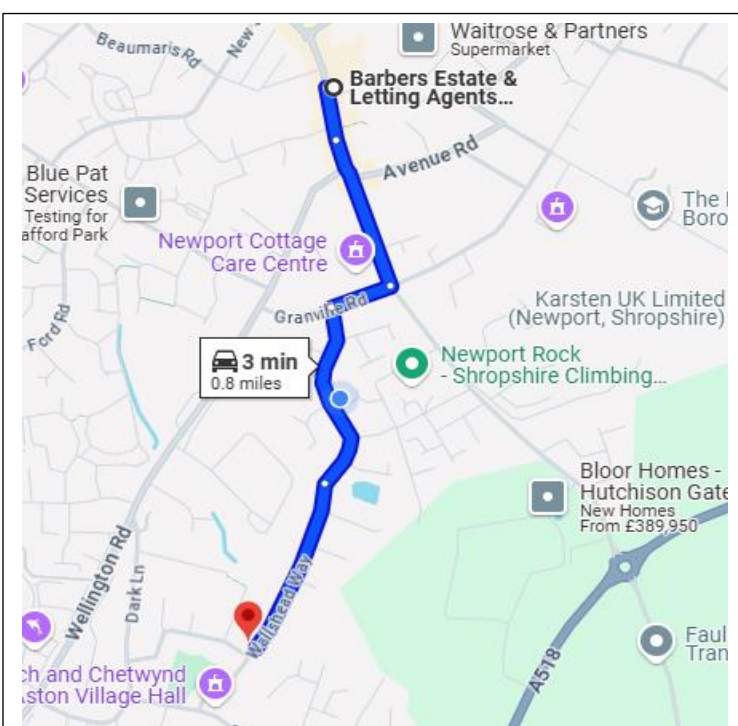 Waitrose & Partners
Supermarket
Beaumaris Rd
New
Barbers Estate &
Letting Agents...
Avenue Rd
Blue Pat
Services
Testing for
afford Park
The
Boro
Newport Cottage
Care Centre
Granville Rd
Ford Rd
Karsten UK Limited
(Newport, Shropshire)
3 min
0.8 miles
Newport Rock
- Shropshire Climbing...
Bloor Homes -
Hutchison Gate
New Homes
From £389,950
Wellington Rd
Dark Ln
Wallshead Way
A518
Faul
Tran
ch and Chetwynd
Aston Village Hall